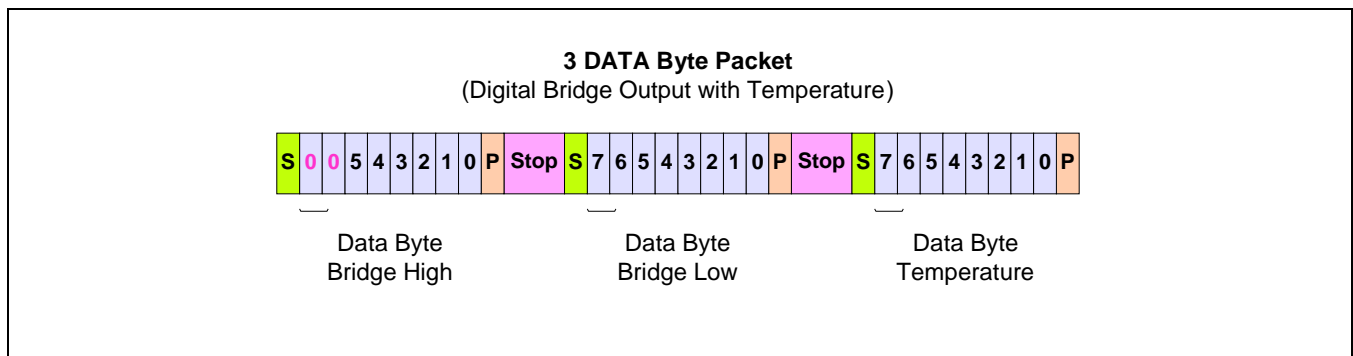 3 DATA Byte Packet
(Digital Bridge Output with Temperature)
S 0 0 5 4 3 2 1 0 P Stop S 7 6 5 4 3 2 1 0 P Stop S 7 6 5 4 3 2 1 0 P
Data Byte Data Byte Data Byte
Bridge High Bridge Low Temperature